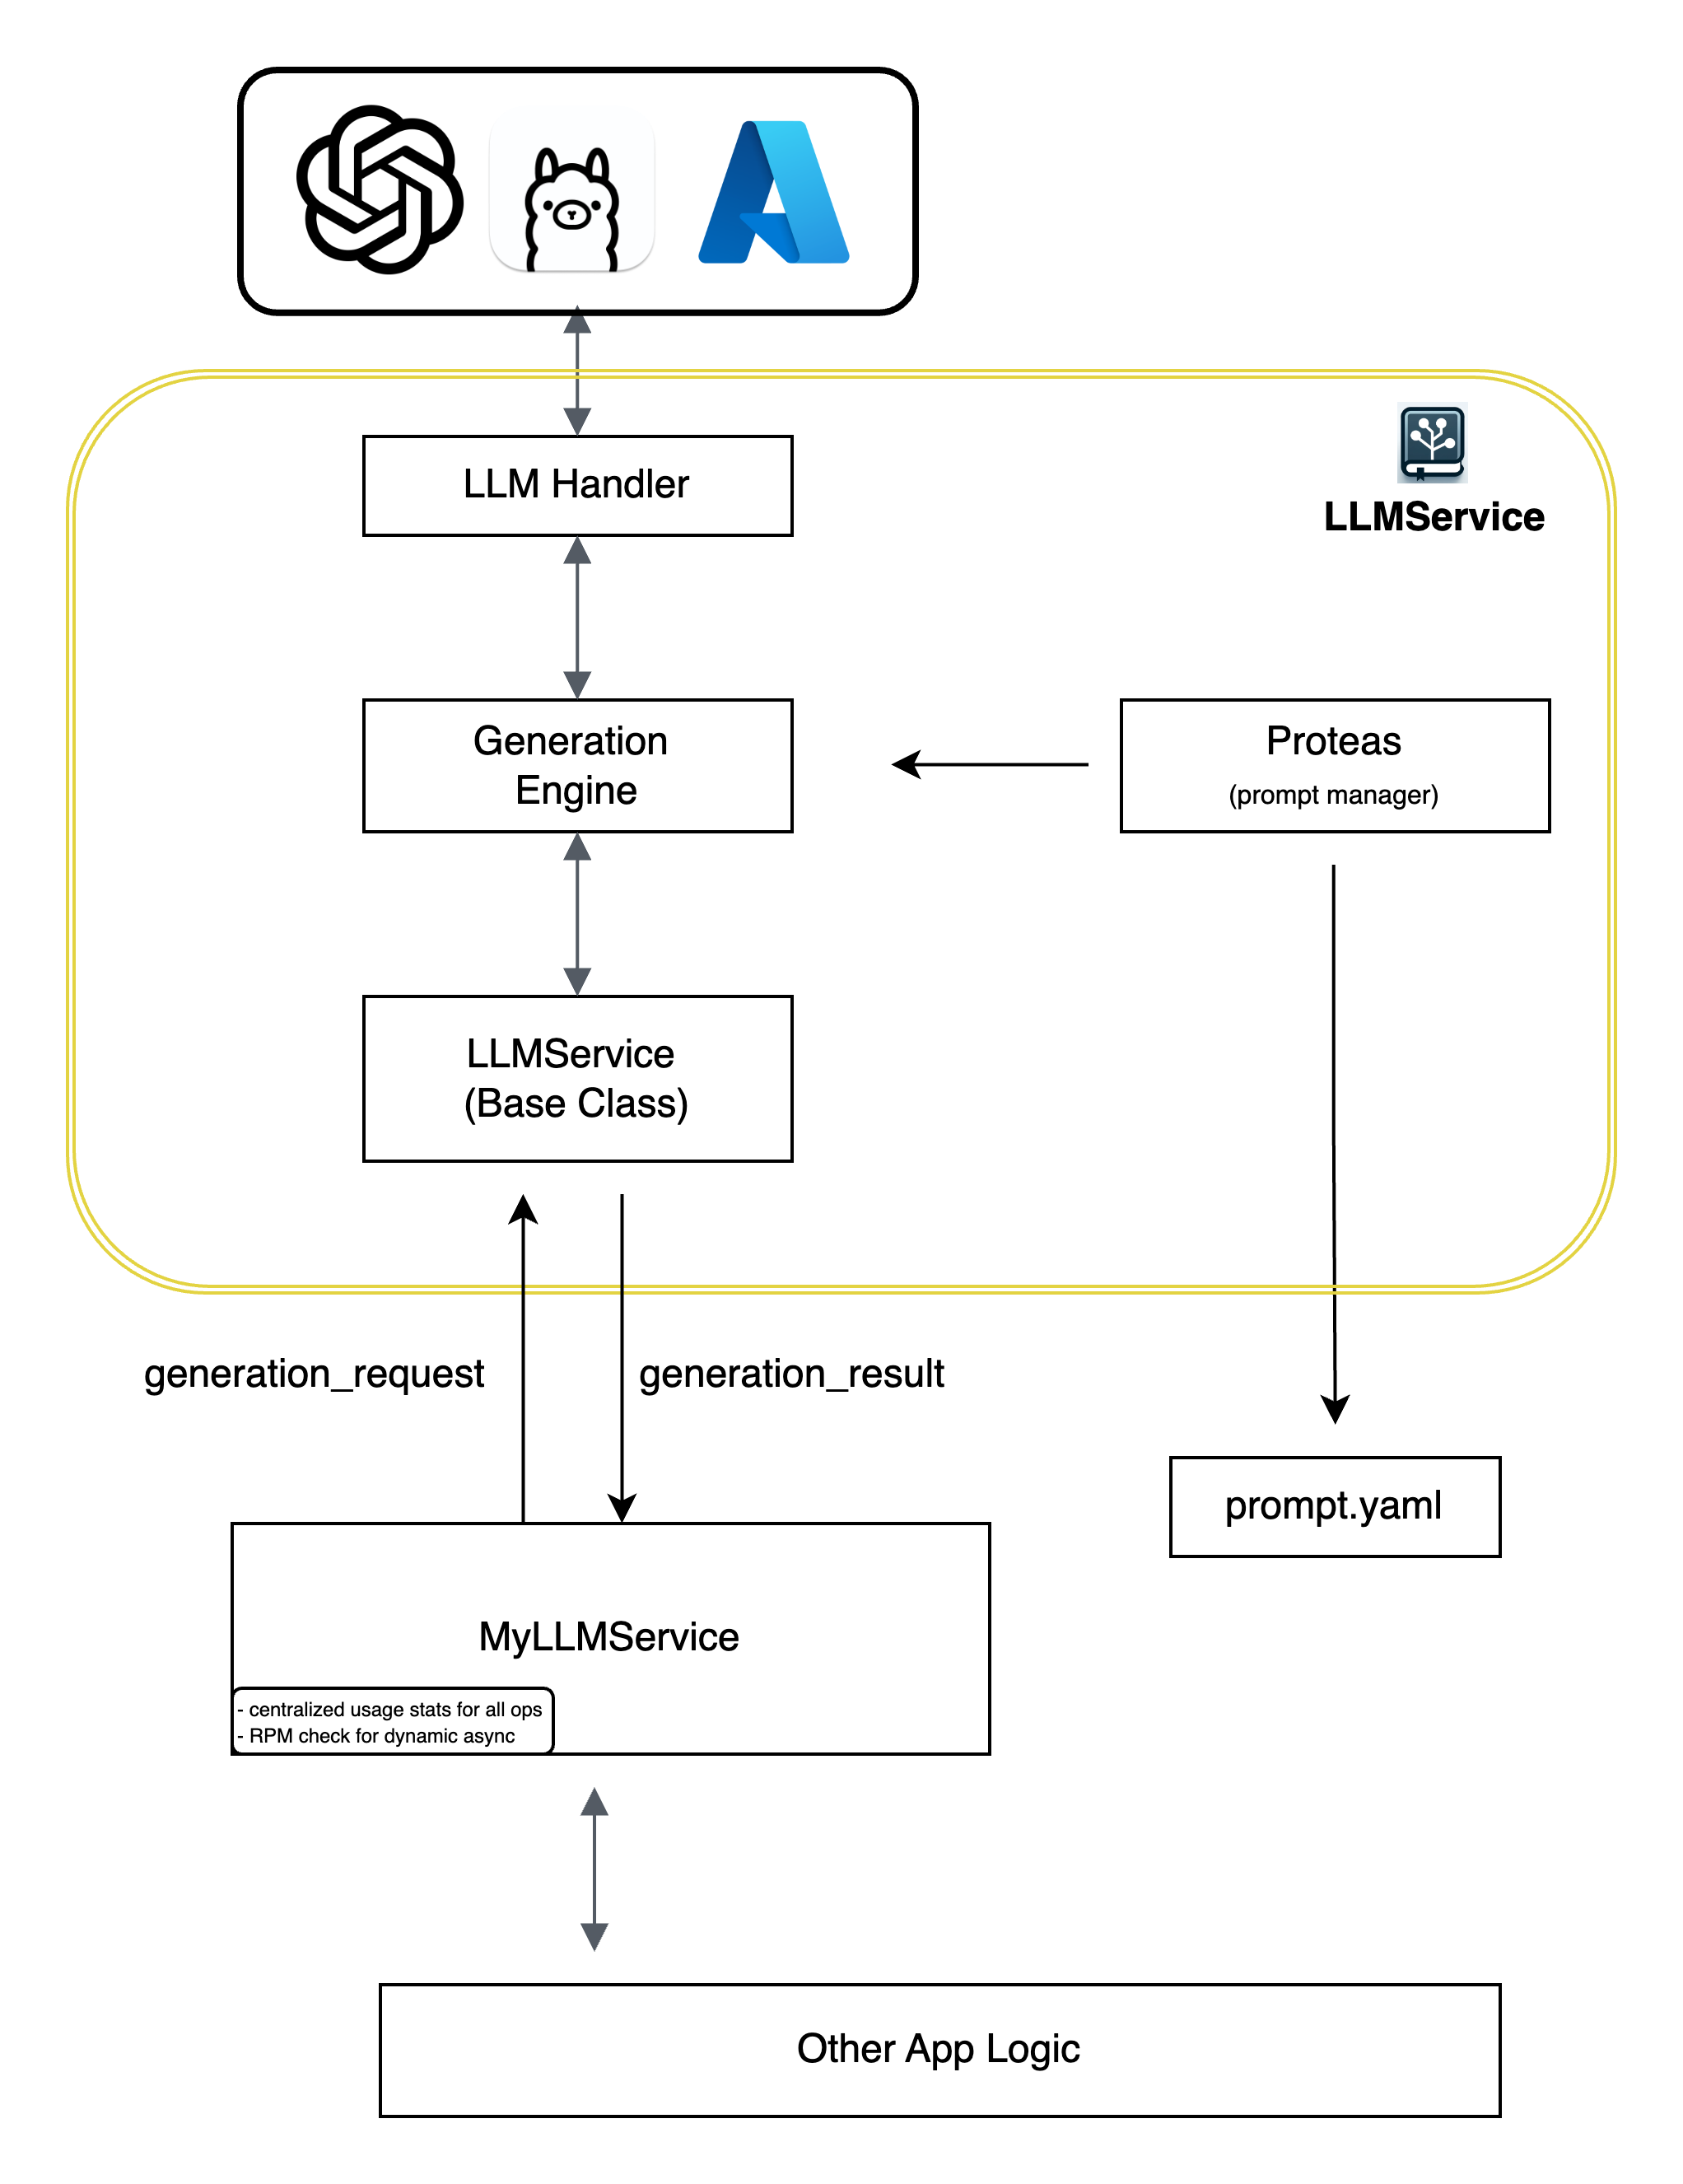 LLM Handler
LLMService
Generation
Engine
Proteas
(prompt manager)
LLMService
(Base Class)
generation_request
generation_result
prompt.yaml
MyLLMService
- centralized usage stats for all ops
- RPM check for dynamic async
Other App Logic